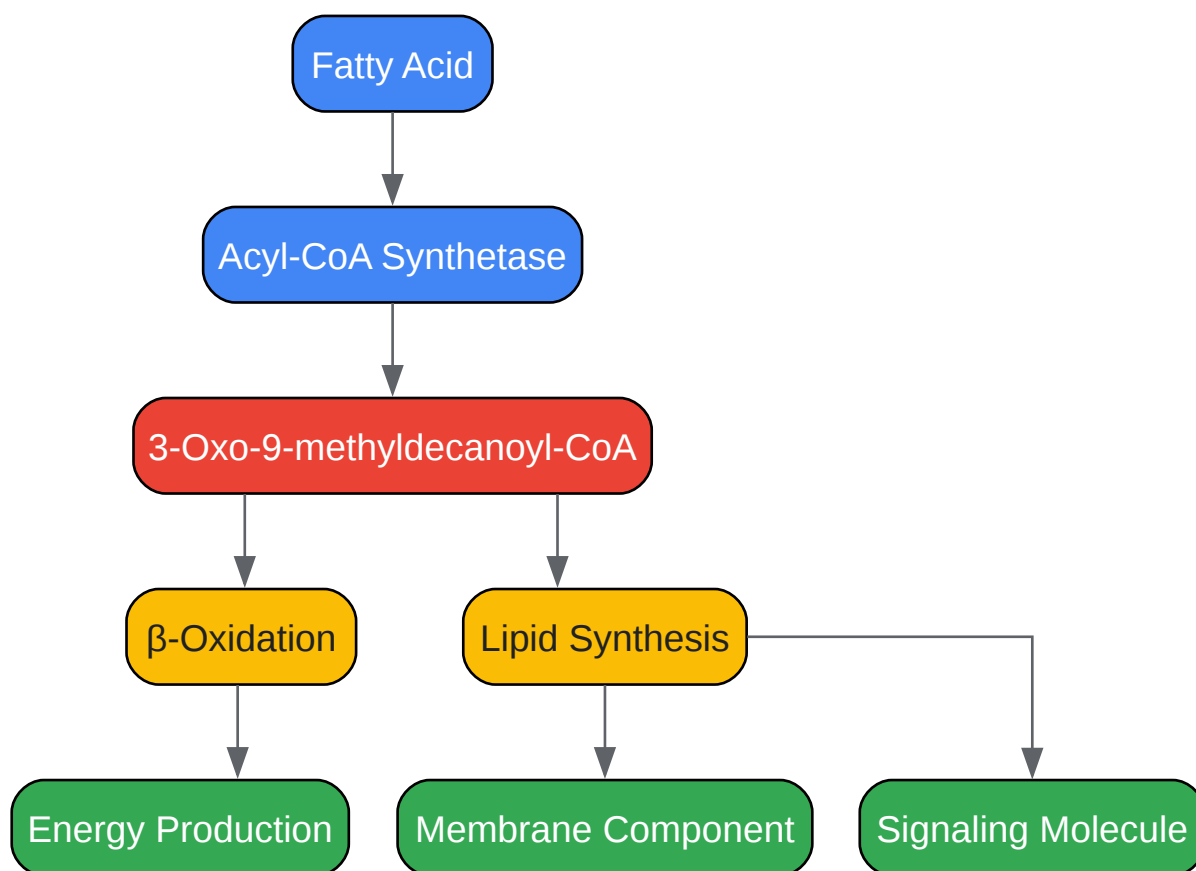 Fatty Acid
Acyl-CoA Synthetase
3-Oxo-9-methyldecanoyl-CoA
β-Oxidation
Lipid Synthesis
Energy Production
Membrane Component
Signaling Molecule